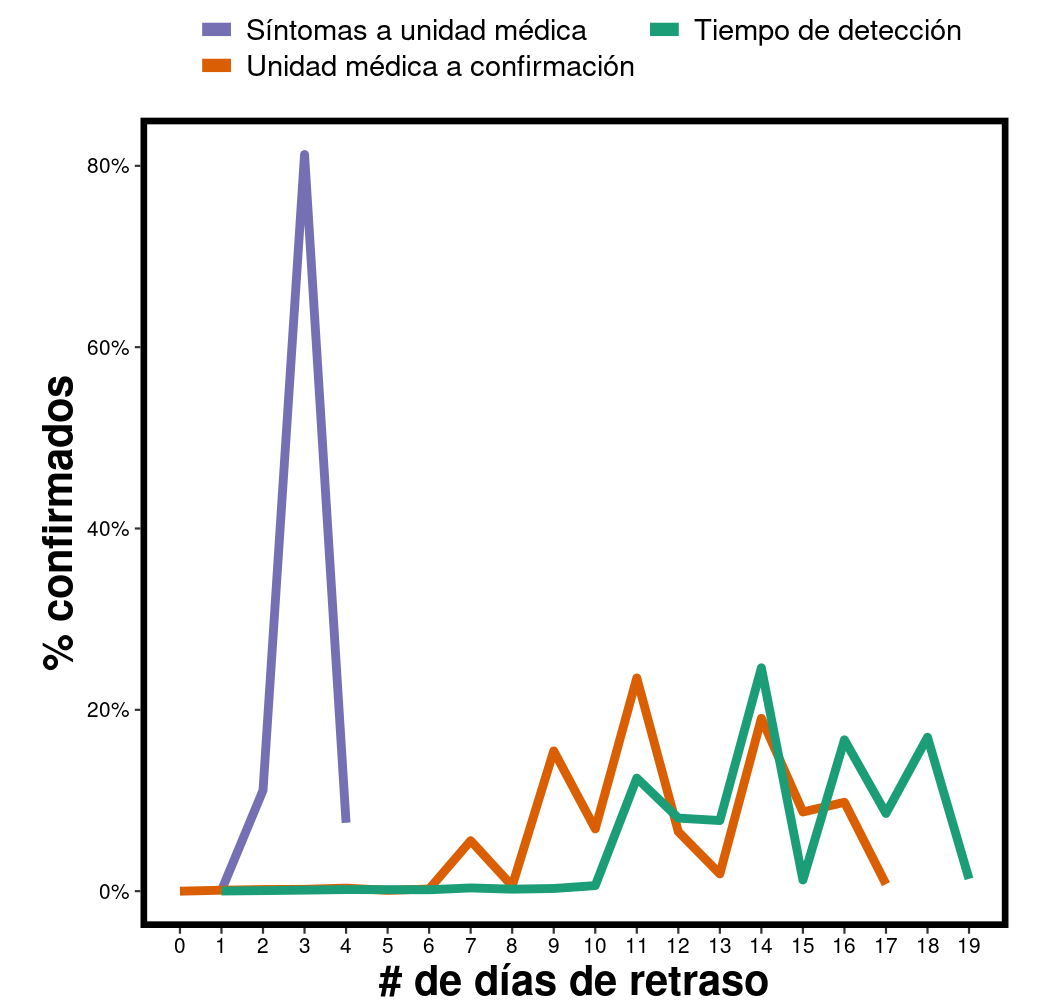 Síntomas a unidad médica
Tiempo de detección
Unidad médica a confirmación
80%
60%
40%
20%
0%
% confirmados
0 1 2 3 4 5 6 7 8 9 10 11 12 13 14 15 16 17 18 19
# de días de retraso